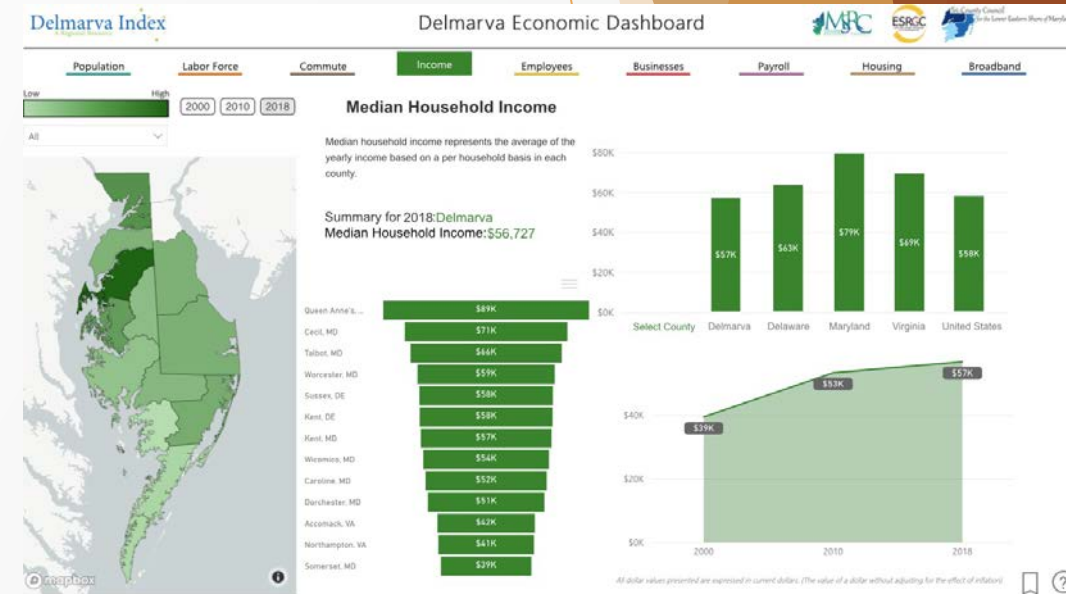 Delmarva Index
A Regional Resource
Delmarva Economic Dashboard
ESRGC
Population Labor Force Commute Income Employees Businesses Payroll Housing Broadband
Low High
2000 2010 2018
All
Median Household Income
Median household income represents the average of the
yearly income based on a per household basis in each
county.
Summary for 2018:Delmarva
Median Household Income:$56,727
Queen Anne's, ... $89K
Cecil, MD $71K
Talbot, MD $66K
Worcester, MD $59K
Sussex, DE $58K
Kent, DE $58K
Kent, MD $57K
Wicomico, MD $54K
Caroline, MD $52K
Dorchester, MD $51K
Accomack, VA $42K
Northampton, VA $41K
Somerset, MD $39K
$80K
$60K
$40K
$20K
$0K
$57K $63K $79K $69K $58K
Select County Delmarva Delaware Maryland Virginia United States
$40K
$20K
$0K
$39K $53K $57K
2000 2010 2018
All dollar values presented are expressed in current dollars. (The value of a dollar without adjusting for the effect of inflation)
mapbox